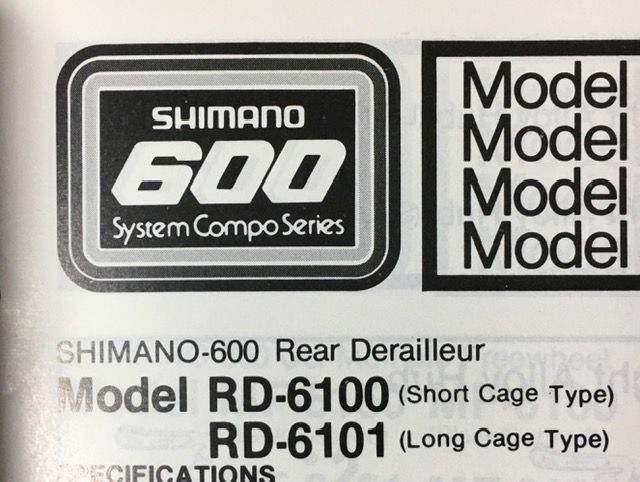 SHIMANO
600
System Compo Series
Model
Model
Model
Model
SHIMANO-600 Rear Derailleur
Model RD-6100 (Short Cage Type)
RD-6101 (Long Cage Type)
SPECIFICATIONS